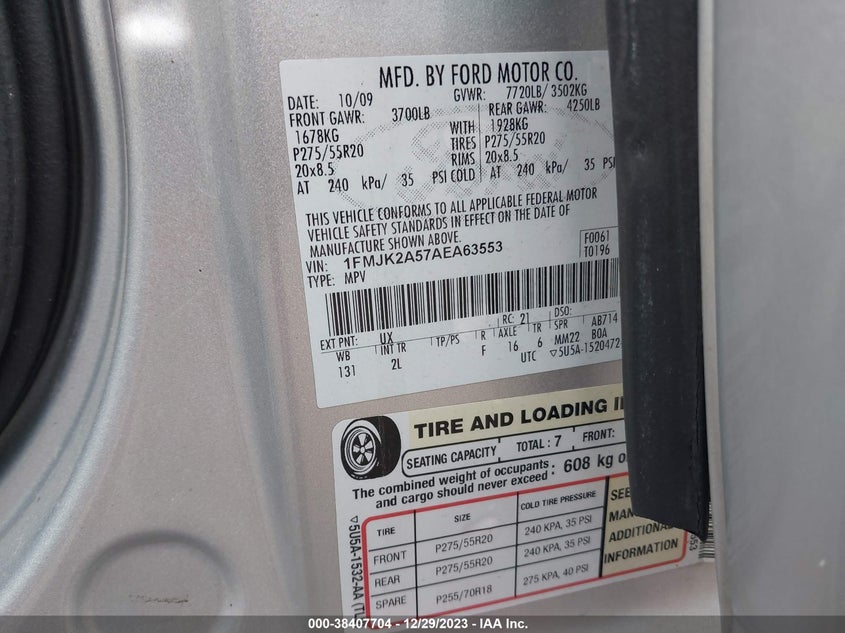 MFD. BY FORD MOTOR CO.
DATE: 10/09 GVWR: 7720LB/ 3502KG
FRONT GAWR: 3700LB REAR GAWR: 4250LB
1678KG WITH 1928KG
P275/55R20 TIRES P275/55R20
20x8.5 RIMS 20x8.5
AT 240 kPa/ 35 PSI COLD AT 240 kPa/ 35 PSI
THIS VEHICLE CONFORMS TO ALL APPLICABLE FEDERAL MOTOR
VEHICLE SAFETY STANDARDS IN EFFECT ON THE DATE OF
MANUFACTURE SHOWN ABOVE.
VIN: 1FMJK2A57AEA63553 F0061
TYPE: MPV T0196
EXT PNT: UX RC: 21 DSO:
WB INT TR TP/PS R AXLE TR SPR AB714
131 2L F 16 6 MM22 B0A
UTC ▽5U5A-1520472
TIRE AND LOADING
SEATING CAPACITY TOTAL : 7 FRONT:
The combined weight of occupants
and cargo should never exceed : 608 kg
TIRE SIZE COLD TIRE PRESSURE
FRONT P275/55R20 240 KPA, 35 PSI
REAR P275/55R20 240 KPA, 35 PSI
SPARE P255/70R18 275 KPA, 40 PSI
SEE
ADDITIONAL
INFORMATION
▽5U5A-1532-AA
000-38407704 - 12/29/2023 - IAA Inc.